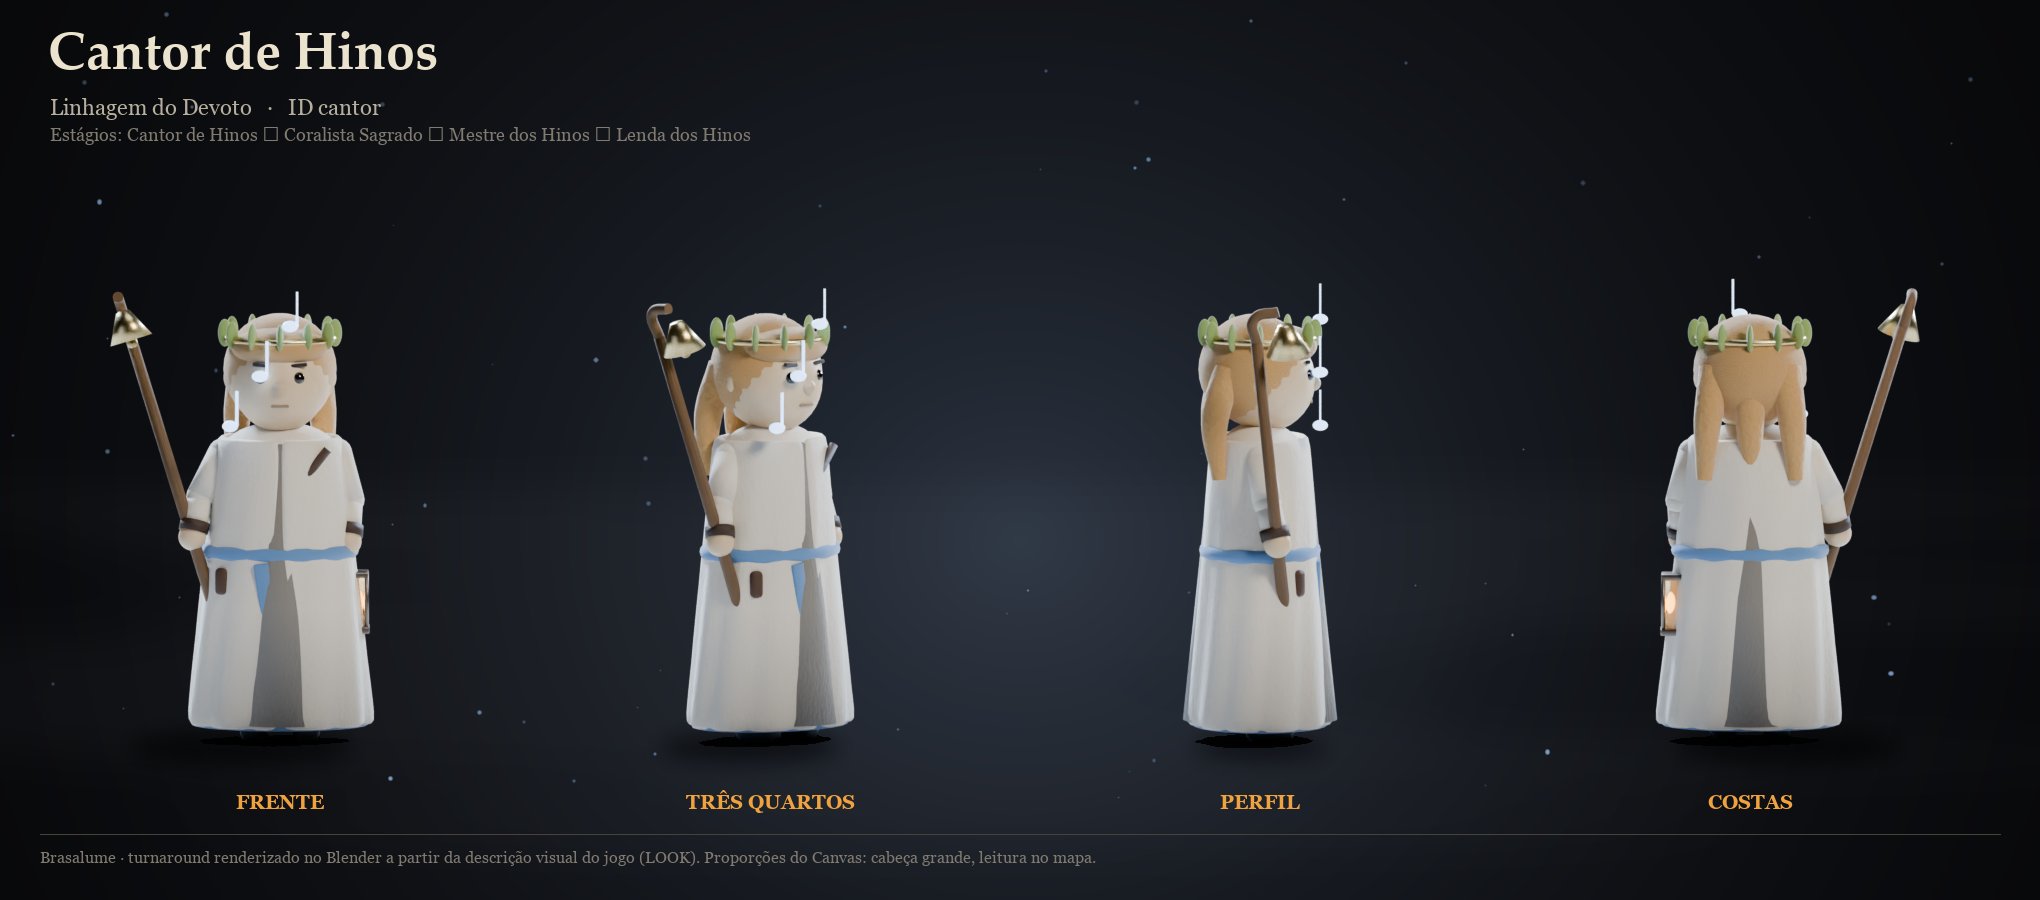 Cantor de Hinos
Linhagem do Devoto · ID cantor
Estágios: Cantor de Hinos □ Coralista Sagrado □ Mestre dos Hinos □ Lenda dos Hinos
FRENTE
TRÊS QUARTOS
PERFIL
COSTAS
Brasalume · turnaround renderizado no Blender a partir da descrição visual do jogo (LOOK). Proporções do Canvas: cabeça grande, leitura no mapa.